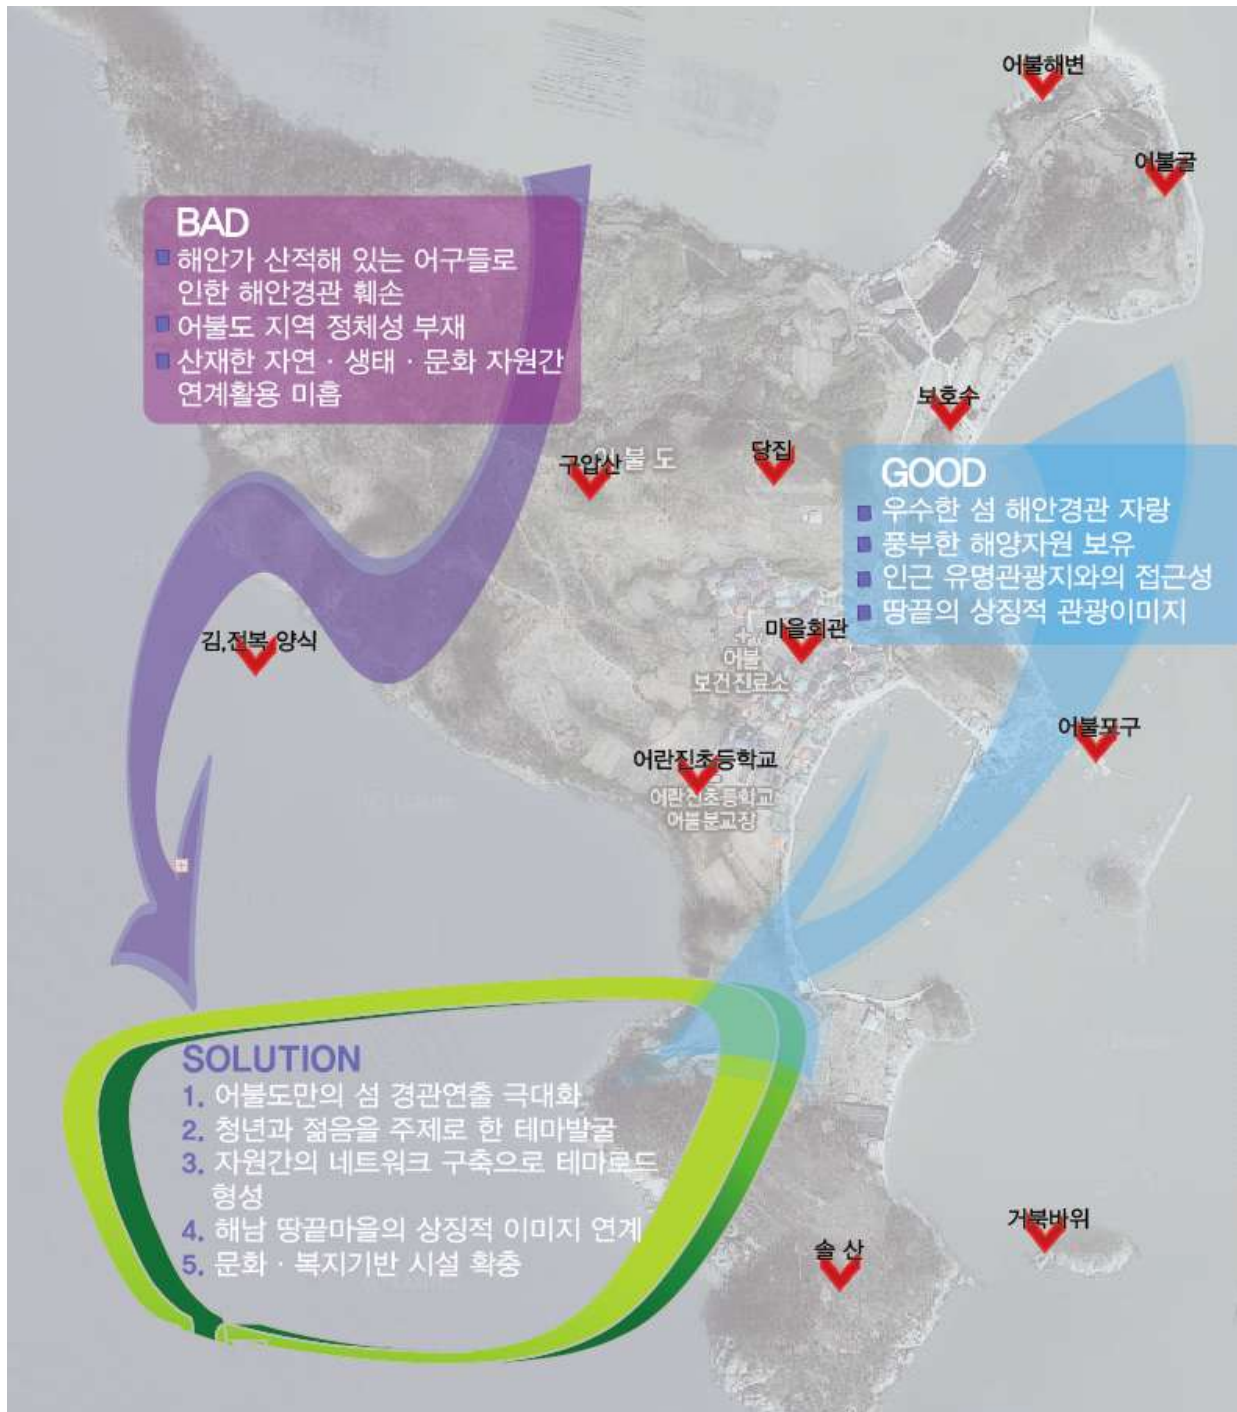 어불해변
어불굴
BAD
해안가 산적해 있는 어구들로
인한 해안경관 훼손
어불도 지역 정체성 부재
산재한 자연 · 생태 · 문화 자원간
연계활용 미흡
보호수
당집
구압산
불도
GOOD
우수한 섬 해안경관 자랑
풍부한 해양자원 보유
인근 유명관광지와의 접근성
땅끝의 상징적 관광이미지
김,전복 양식
마을회관
어불
보건진료소
어불포구
어란진초등학교
어란진초등학교
어불분교장
SOLUTION
1. 어불도만의 섬 경관연출 극대화
2. 청년과 젊음을 주제로 한 테마발굴
3. 자원간의 네트워크 구축으로 테마로드
형성
4. 해남 땅끝마을의 상징적 이미지 연계
5. 문화 · 복지기반 시설 확충
거북바위
솔 산